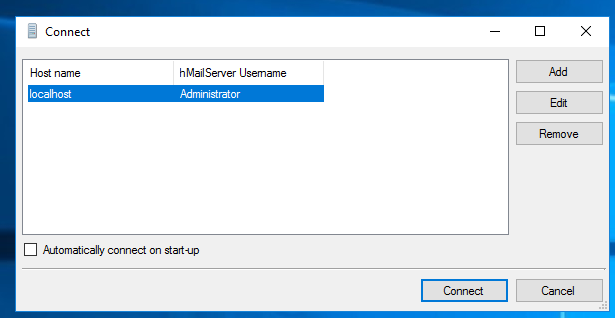 Connect
Host name hMailServer Username
localhost Administrator
Add
Edit
Remove
Automatically connect on start-up
Connect Cancel